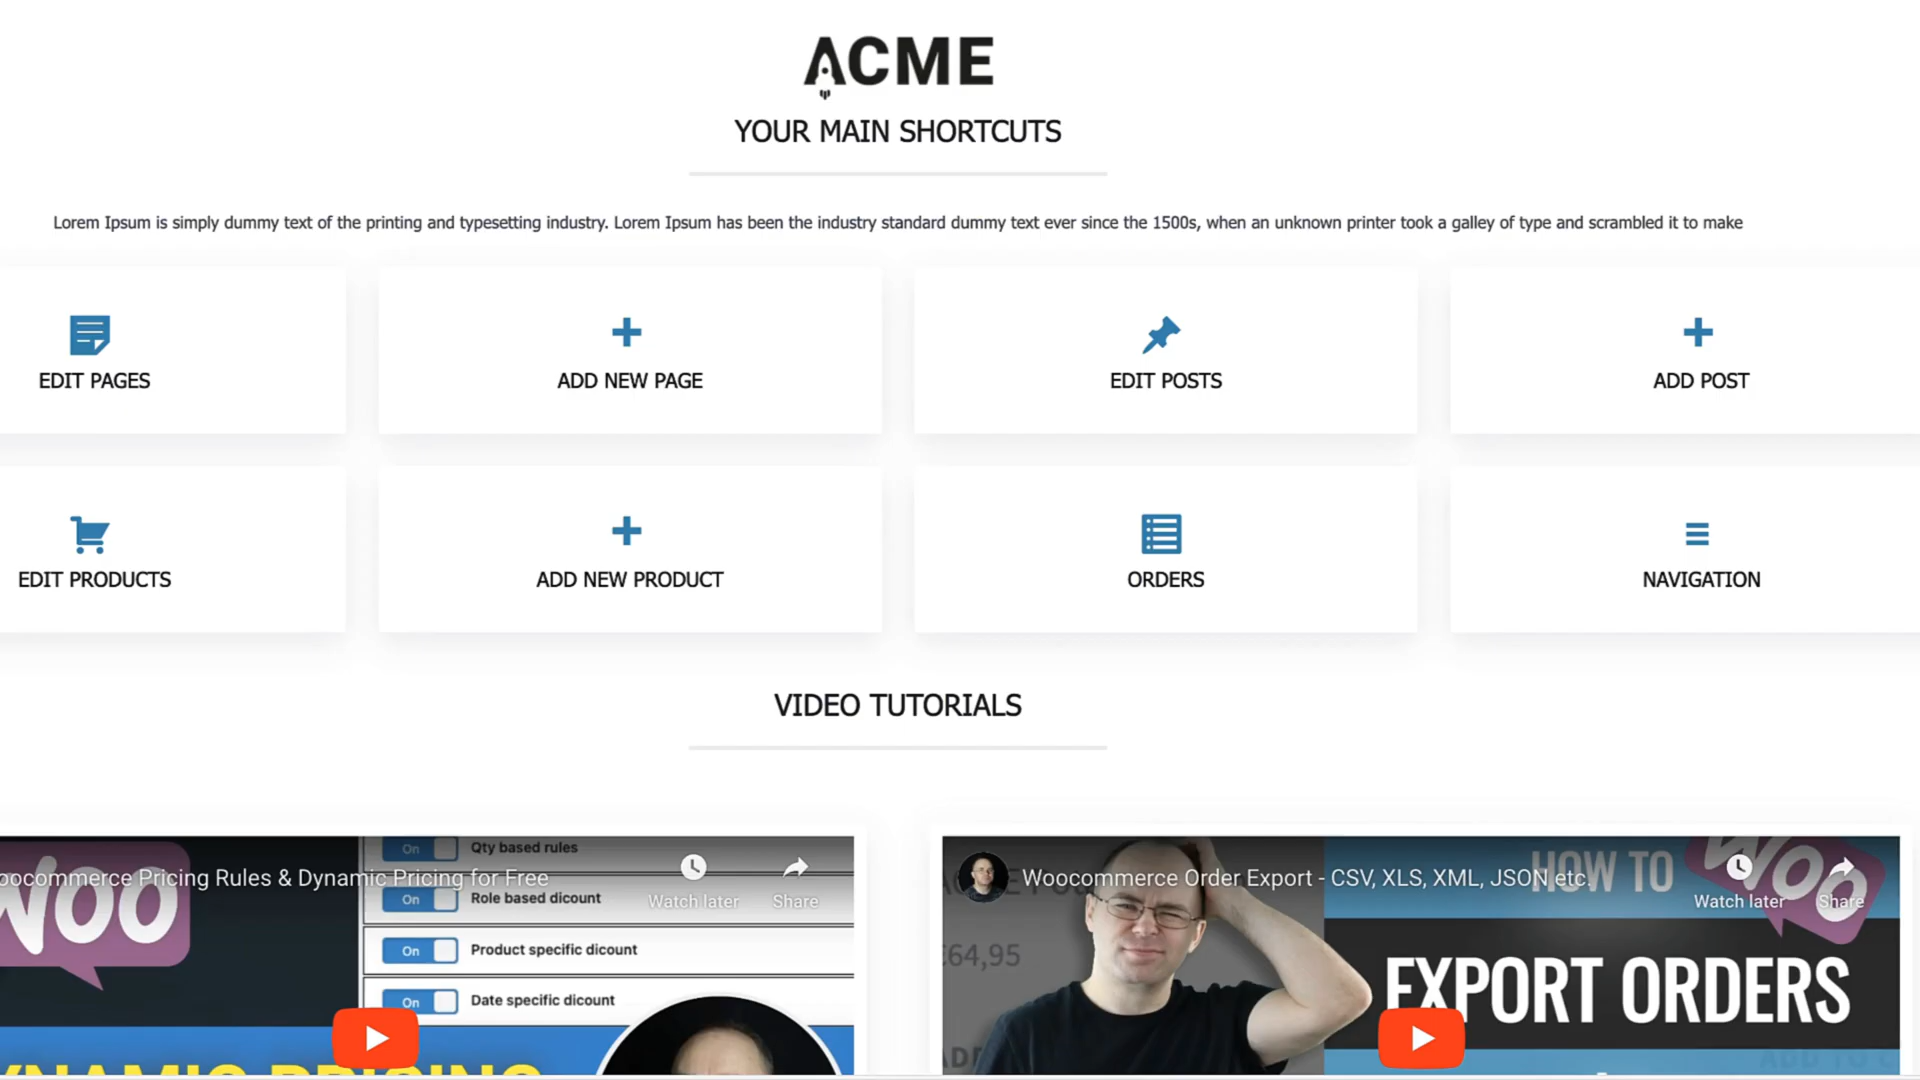 ACME
YOUR MAIN SHORTCUTS
Lorem Ipsum is simply dummy text of the printing and typesetting industry. Lorem Ipsum has been the industry standard dummy text ever since the 1500s, when an unknown printer took a galley of type and scrambled it to make
EDIT PAGES
ADD NEW PAGE
EDIT POSTS
ADD POST
EDIT PRODUCTS
ADD NEW PRODUCT
ORDERS
NAVIGATION
VIDEO TUTORIALS
oocommerce Pricing Rules & Dynamic Pricing for Free
Watch later
Share
WOO
On Qty based rules
On Role based dicount
On Product specific dicount
On Date specific dicount
YNAMIC PRICING
Woocommerce Order Export - CSV, XLS, XML, JSON etc.
Watch later
Share
HOW TO
WOO
€64,95
EXPORT ORDERS